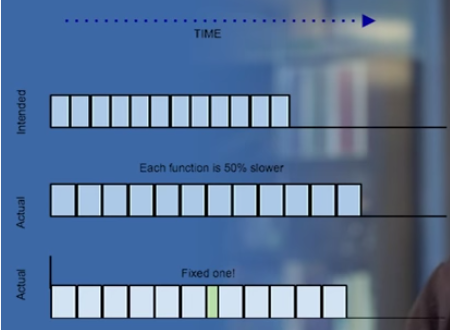 TIME
Intended
Each function is 50% slower
Actual
Fixed one!
Actual